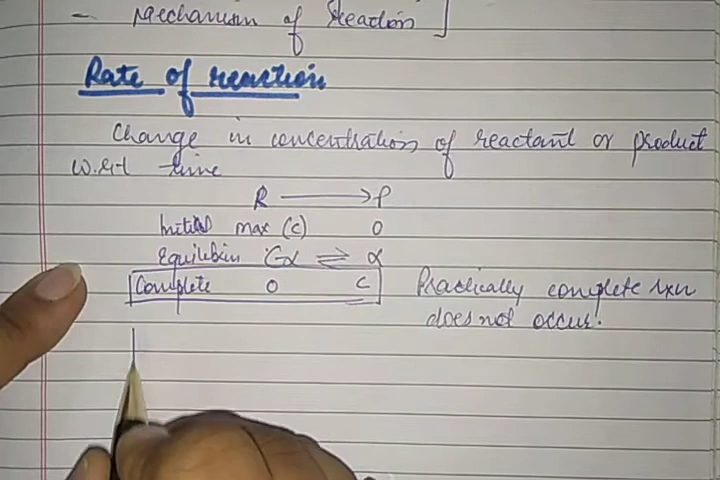 - Mechanism of Reaction ]
Rate of reaction
Change in concentration of reactant or product
w.r.t time
R ⟶ P
Initial max (c) 0
Equilibrium C-x ⇌ x
Complete 0 C Practically complete rxn
does not occur.